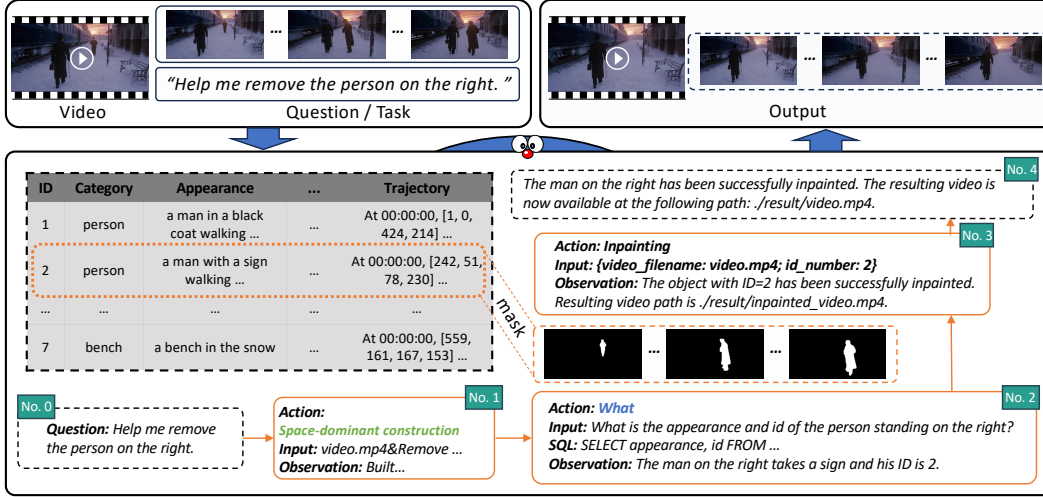 “Help me remove the person on the right. ”
Video
Question / Task
Output
...
...
...
...
ID Category Appearance ... Trajectory
1 person a man in a black coat walking ... ... At 00:00:00, [1, 0, 424, 214] ...
2 person a man with a sign walking ... ... At 00:00:00, [242, 51, 78, 230] ...
... ... ... ... ...
7 bench a bench in the snow ... At 00:00:00, [559, 161, 167, 153] ...
mask
...
...
No. 4
The man on the right has been successfully inpainted. The resulting video is
now available at the following path: ./result/video.mp4.
No. 3
Action: Inpainting
Input: {video_filename: video.mp4; id_number: 2}
Observation: The object with ID=2 has been successfully inpainted.
Resulting video path is ./result/inpainted_video.mp4.
No. 0
Question: Help me remove
the person on the right.
No. 1
Action:
Space-dominant construction
Input: video.mp4&Remove ...
Observation: Built...
No. 2
Action: What
Input: What is the appearance and id of the person standing on the right?
SQL: SELECT appearance, id FROM ...
Observation: The man on the right takes a sign and his ID is 2.